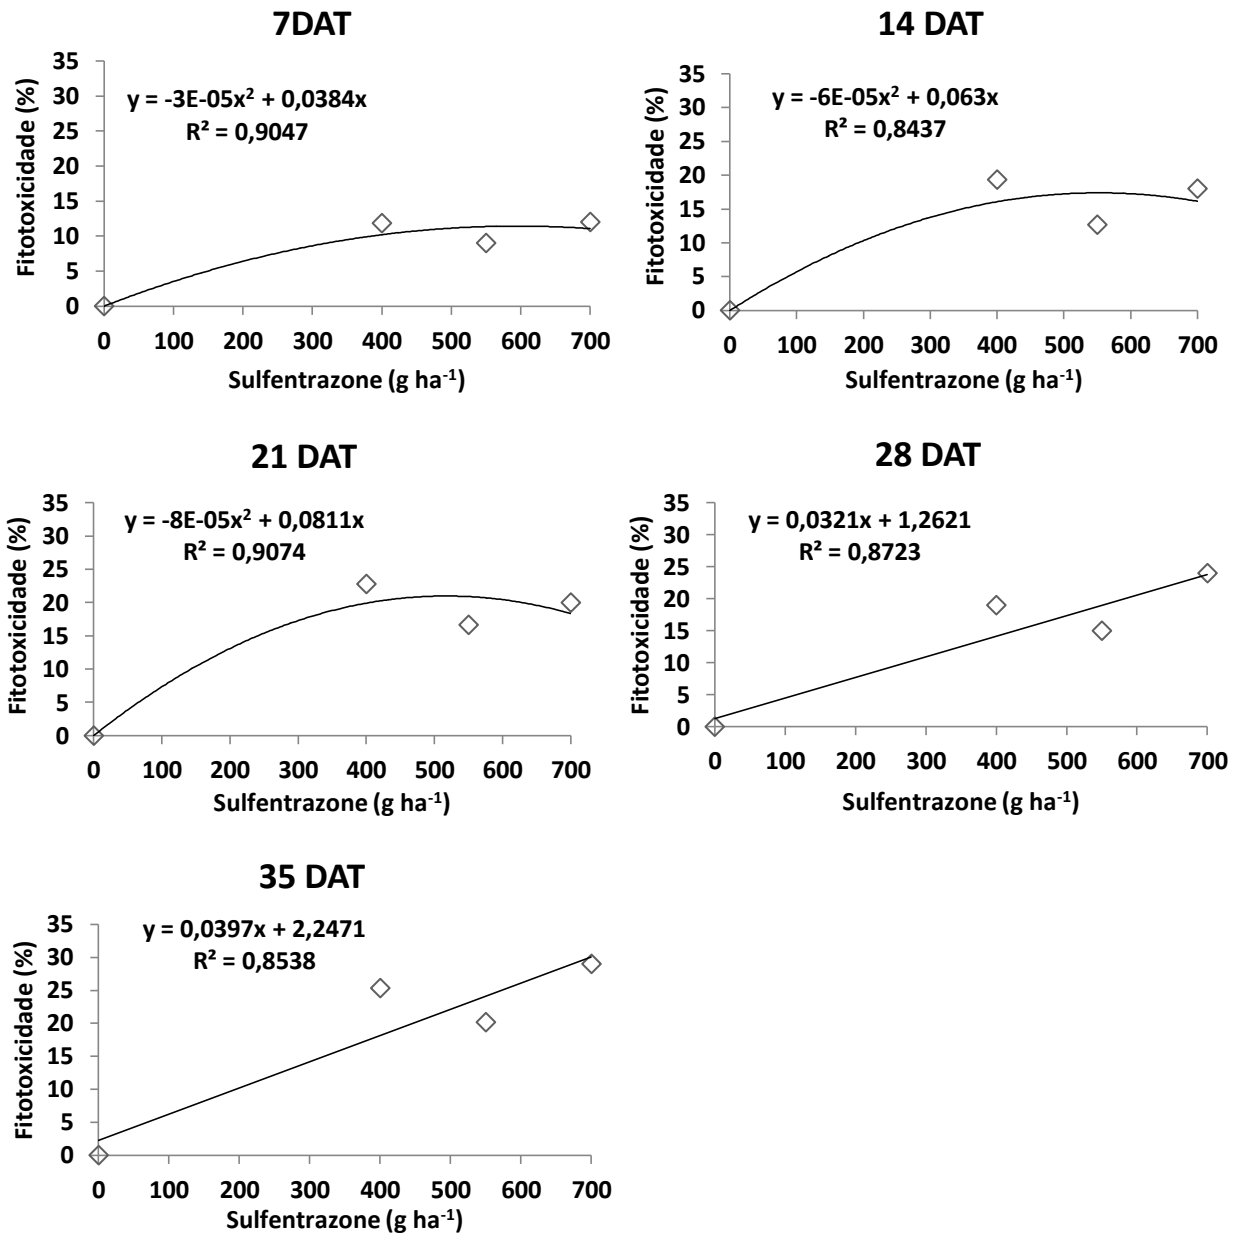 7DAT
35
30
25
20
15
10
5
0
Fitotoxicidade (%)
y = -3E-05x² + 0,0384x
R² = 0,9047
0 100 200 300 400 500 600 700
Sulfentrazone (g ha⁻¹)
14 DAT
35
30
25
20
15
10
5
0
Fitotoxicidade (%)
y = -6E-05x² + 0,063x
R² = 0,8437
0 100 200 300 400 500 600 700
Sulfentrazone (g ha⁻¹)
21 DAT
35
30
25
20
15
10
5
0
Fitotoxicidade (%)
y = -8E-05x² + 0,0811x
R² = 0,9074
0 100 200 300 400 500 600 700
Sulfentrazone (g ha⁻¹)
28 DAT
35
30
25
20
15
10
5
0
Fitotoxicidade (%)
y = 0,0321x + 1,2621
R² = 0,8723
0 100 200 300 400 500 600 700
Sulfentrazone (g ha⁻¹)
35 DAT
35
30
25
20
15
10
5
0
Fitotoxicidade (%)
y = 0,0397x + 2,2471
R² = 0,8538
0 100 200 300 400 500 600 700
Sulfentrazone (g ha⁻¹)